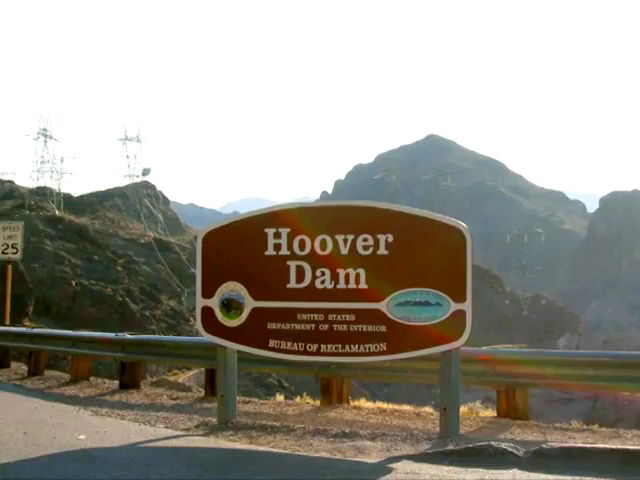 SPEED
LIMIT
25
Hoover
Dam
UNITED STATES
DEPARTMENT OF THE INTERIOR
BUREAU OF RECLAMATION